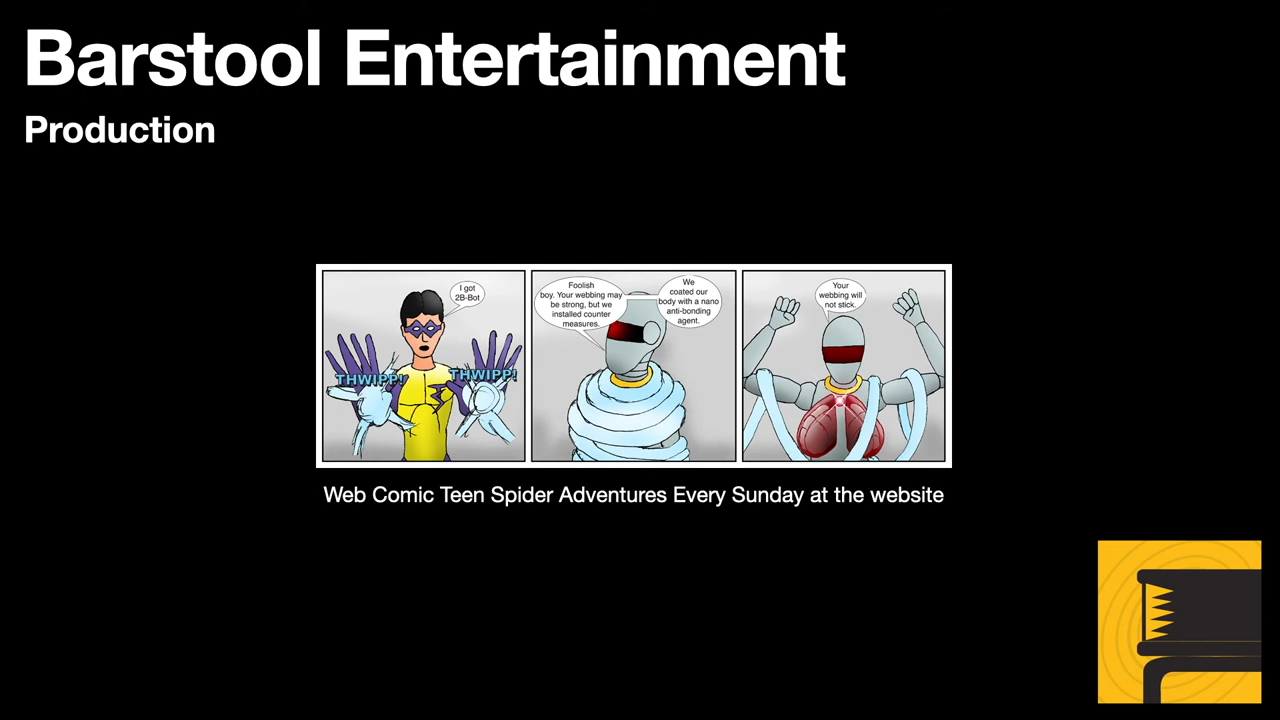 Barstool Entertainment
Production
I got
2B-Bot
THWIPP!
THWIPP!
Foolish
boy. Your webbing may
be strong, but we
installed counter
measures.
We
coated our
body with a nano
anti-bonding
agent.
Your
webbing will
not stick.
Web Comic Teen Spider Adventures Every Sunday at the website